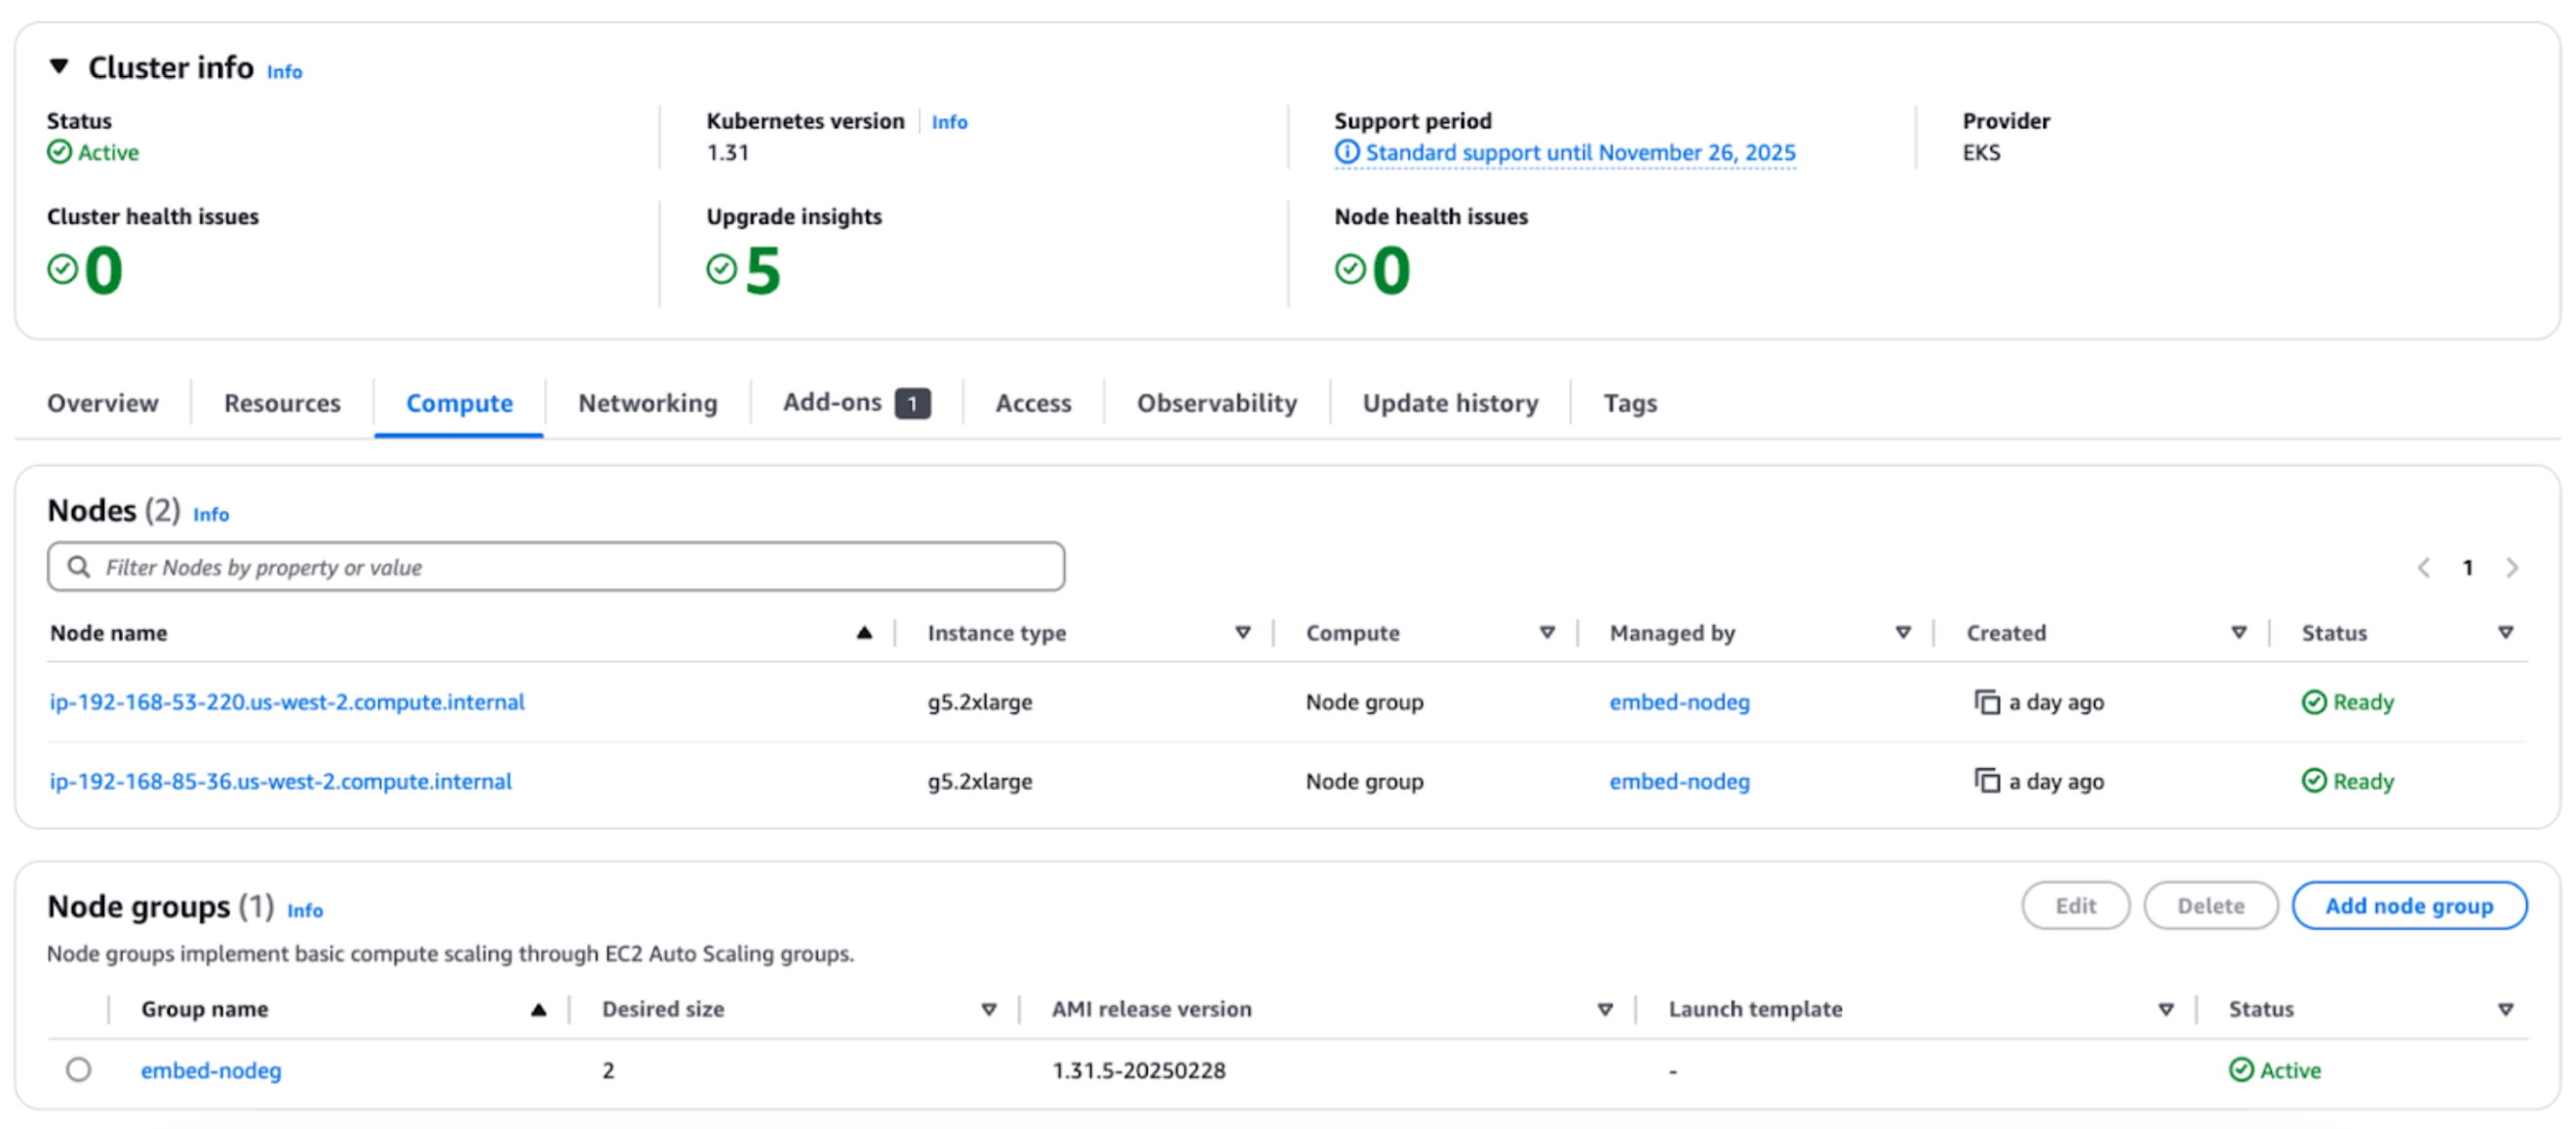 Cluster info Info
Status Kubernetes version Info Support period Provider
Active 1.31 Standard support until November 26, 2025 EKS
Cluster health issues Upgrade insights Node health issues
0 5 0
Overview Resources Compute Networking Add-ons 1 Access Observability Update history Tags
Nodes (2) Info
Filter Nodes by property or value 1
Node name Instance type Compute Managed by Created Status
ip-192-168-53-220.us-west-2.compute.internal g5.2xlarge Node group embed-nodeg a day ago Ready
ip-192-168-85-36.us-west-2.compute.internal g5.2xlarge Node group embed-nodeg a day ago Ready
Node groups (1) Info Edit Delete Add node group
Node groups implement basic compute scaling through EC2 Auto Scaling groups.
Group name Desired size AMI release version Launch template Status
embed-nodeg 2 1.31.5-20250228 - Active